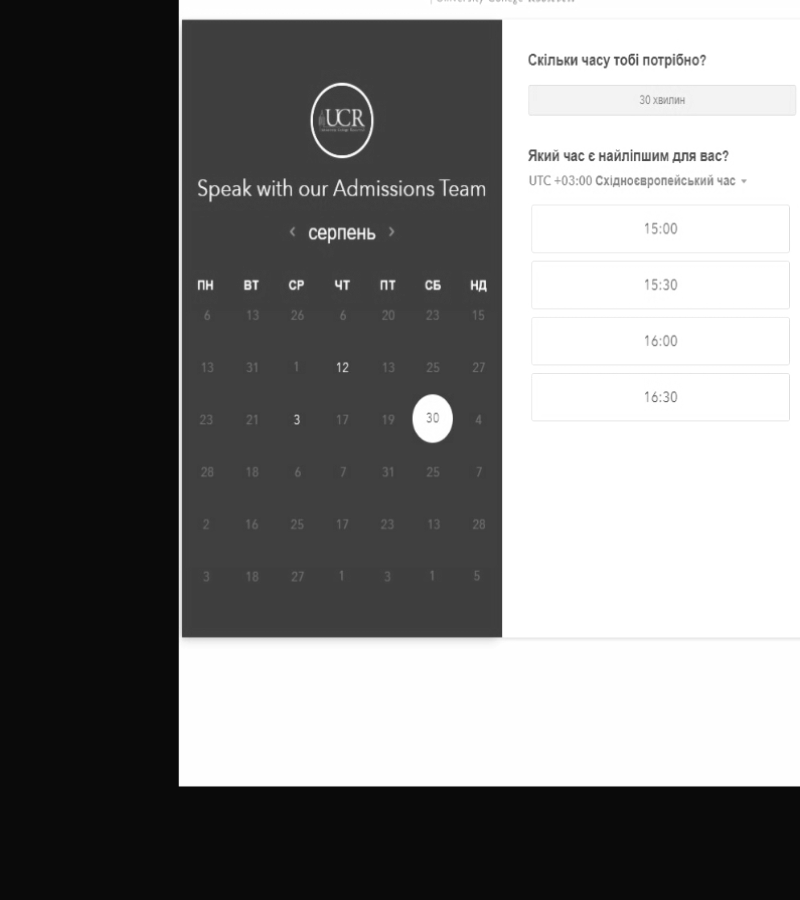 University College Roosevelt
UCR
Speak with our Admissions Team
‹ серпень ›
ПН ВТ СР ЧТ ПТ СБ НД
6 13 26 6 20 23 15
13 31 1 12 13 25 27
23 21 3 17 19 30 4
28 18 6 7 31 25 7
2 16 25 17 23 13 28
3 18 27 1 3 1 5
Скільки часу тобі потрібно?
30 хвилин
Який час є найліпшим для вас?
UTC +03:00 Східноєвропейський час
15:00
15:30
16:00
16:30